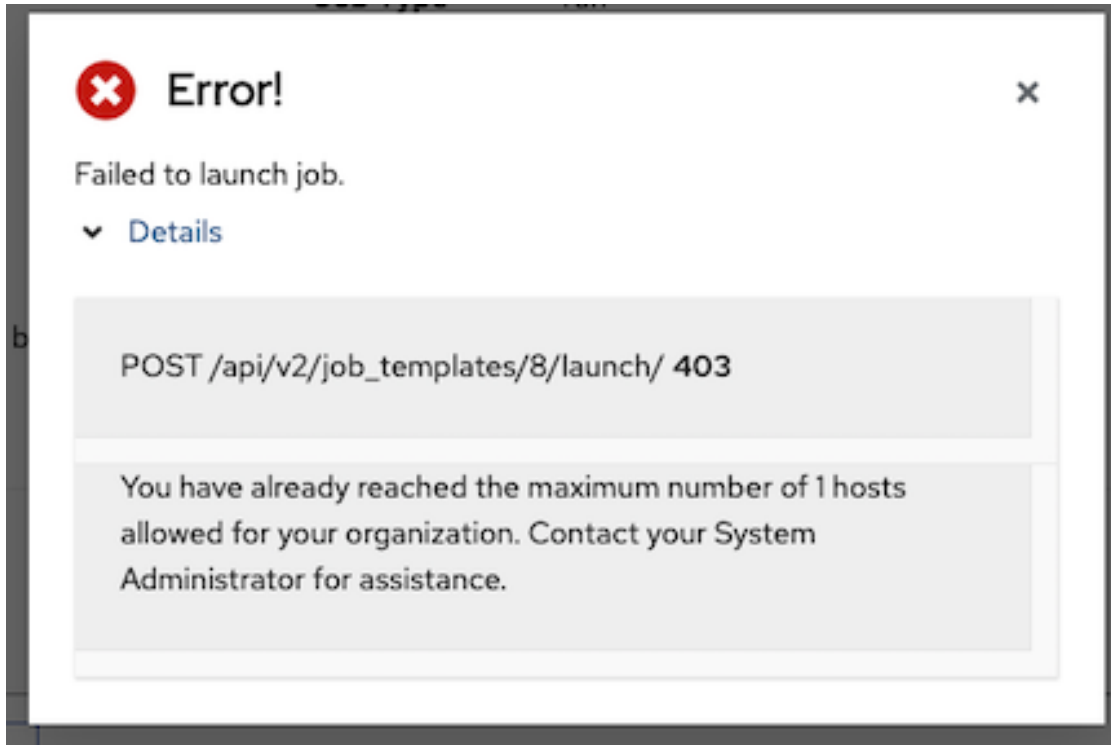 Error!
Failed to launch job.
Details
b
POST /api/v2/job_templates/8/launch/ 403
You have already reached the maximum number of 1 hosts
allowed for your organization. Contact your System
Administrator for assistance.